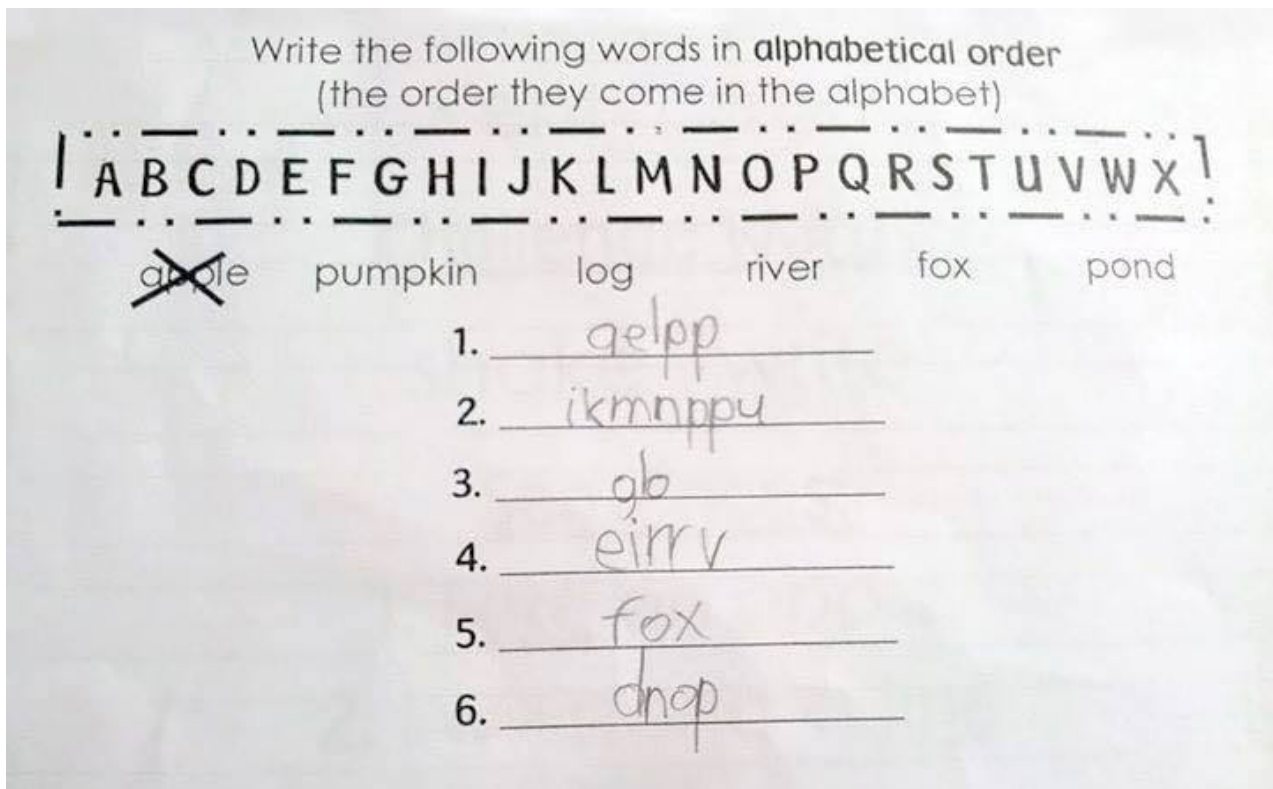 Write the following words in alphabetical order
(the order they come in the alphabet)
A B C D E F G H I J K L M N O P Q R S T U V W X
apple pumpkin log river fox pond
1. aelpp
2. ikmnppu
3. glo
4. eirrv
5. fox
6. dnop